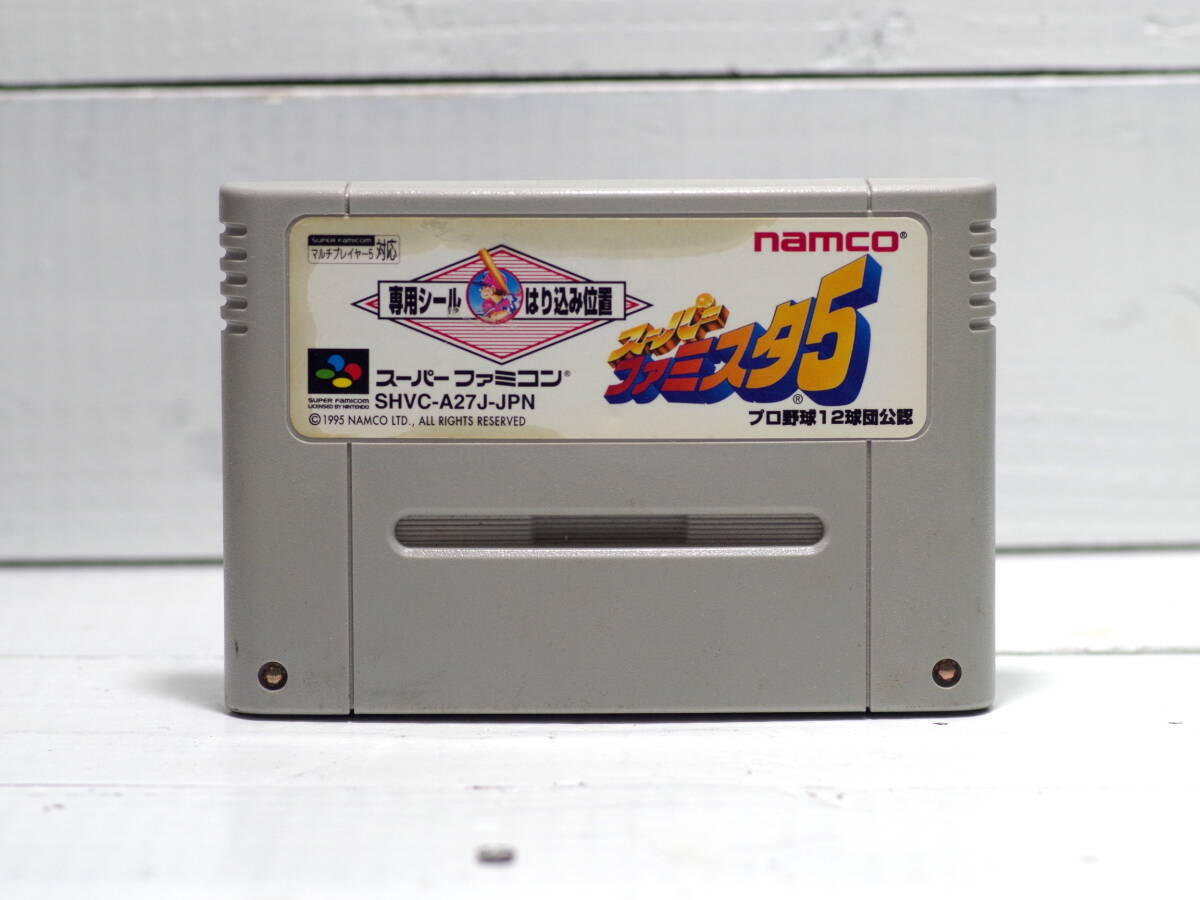 SUPER FAMICOM
マルチプレイヤー5 対応
namco®
専用シール はり込み位置
スーパー
ファミスタ5®
SUPER FAMICOM
LICENSED BY NINTENDO
スーパーファミコン®
SHVC-A27J-JPN
プロ野球12球団公認
©1995 NAMCO LTD., ALL RIGHTS RESERVED